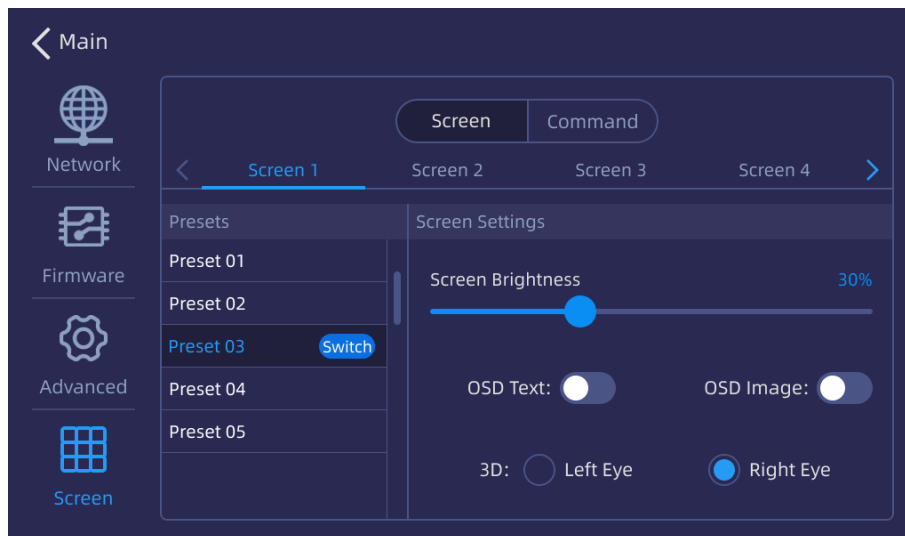 Main
Network
Firmware
Advanced
Screen
Screen Command
Screen 1 Screen 2 Screen 3 Screen 4
Presets
Preset 01
Preset 02
Preset 03 Switch
Preset 04
Preset 05
Screen Settings
Screen Brightness 30%
OSD Text: OSD Image:
3D: Left Eye Right Eye